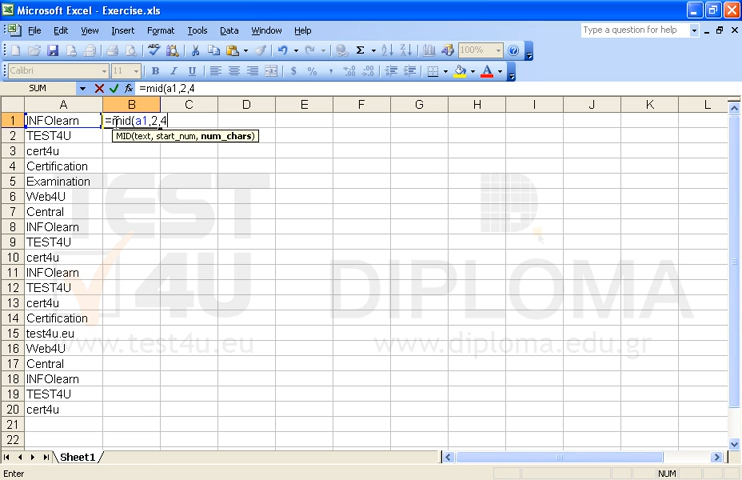 Microsoft Excel - Exercise.xls
File Edit View Insert Format Tools Data Window Help Type a question for help
100%
Calibri 11 B I U $ % ,
SUM =mid(a1,2,4
A B C D E F G H I J K L
1 INFOlearn =mid(a1,2,4
2 TEST4U MID(text, start_num, num_chars)
3 cert4u
4 Certification
5 Examination
6 Web4U
7 Central
8 INFOlearn
9 TEST4U
10 cert4u
11 INFOlearn
12 TEST4U
13 cert4u
14 Certification
15 test4u.eu
16 Web4U
17 Central
18 INFOlearn
19 TEST4U
20 cert4u
21
22
TEST 4U
DIPLOMA
www.test4u.eu www.diploma.edu.gr
Sheet1
Enter NUM